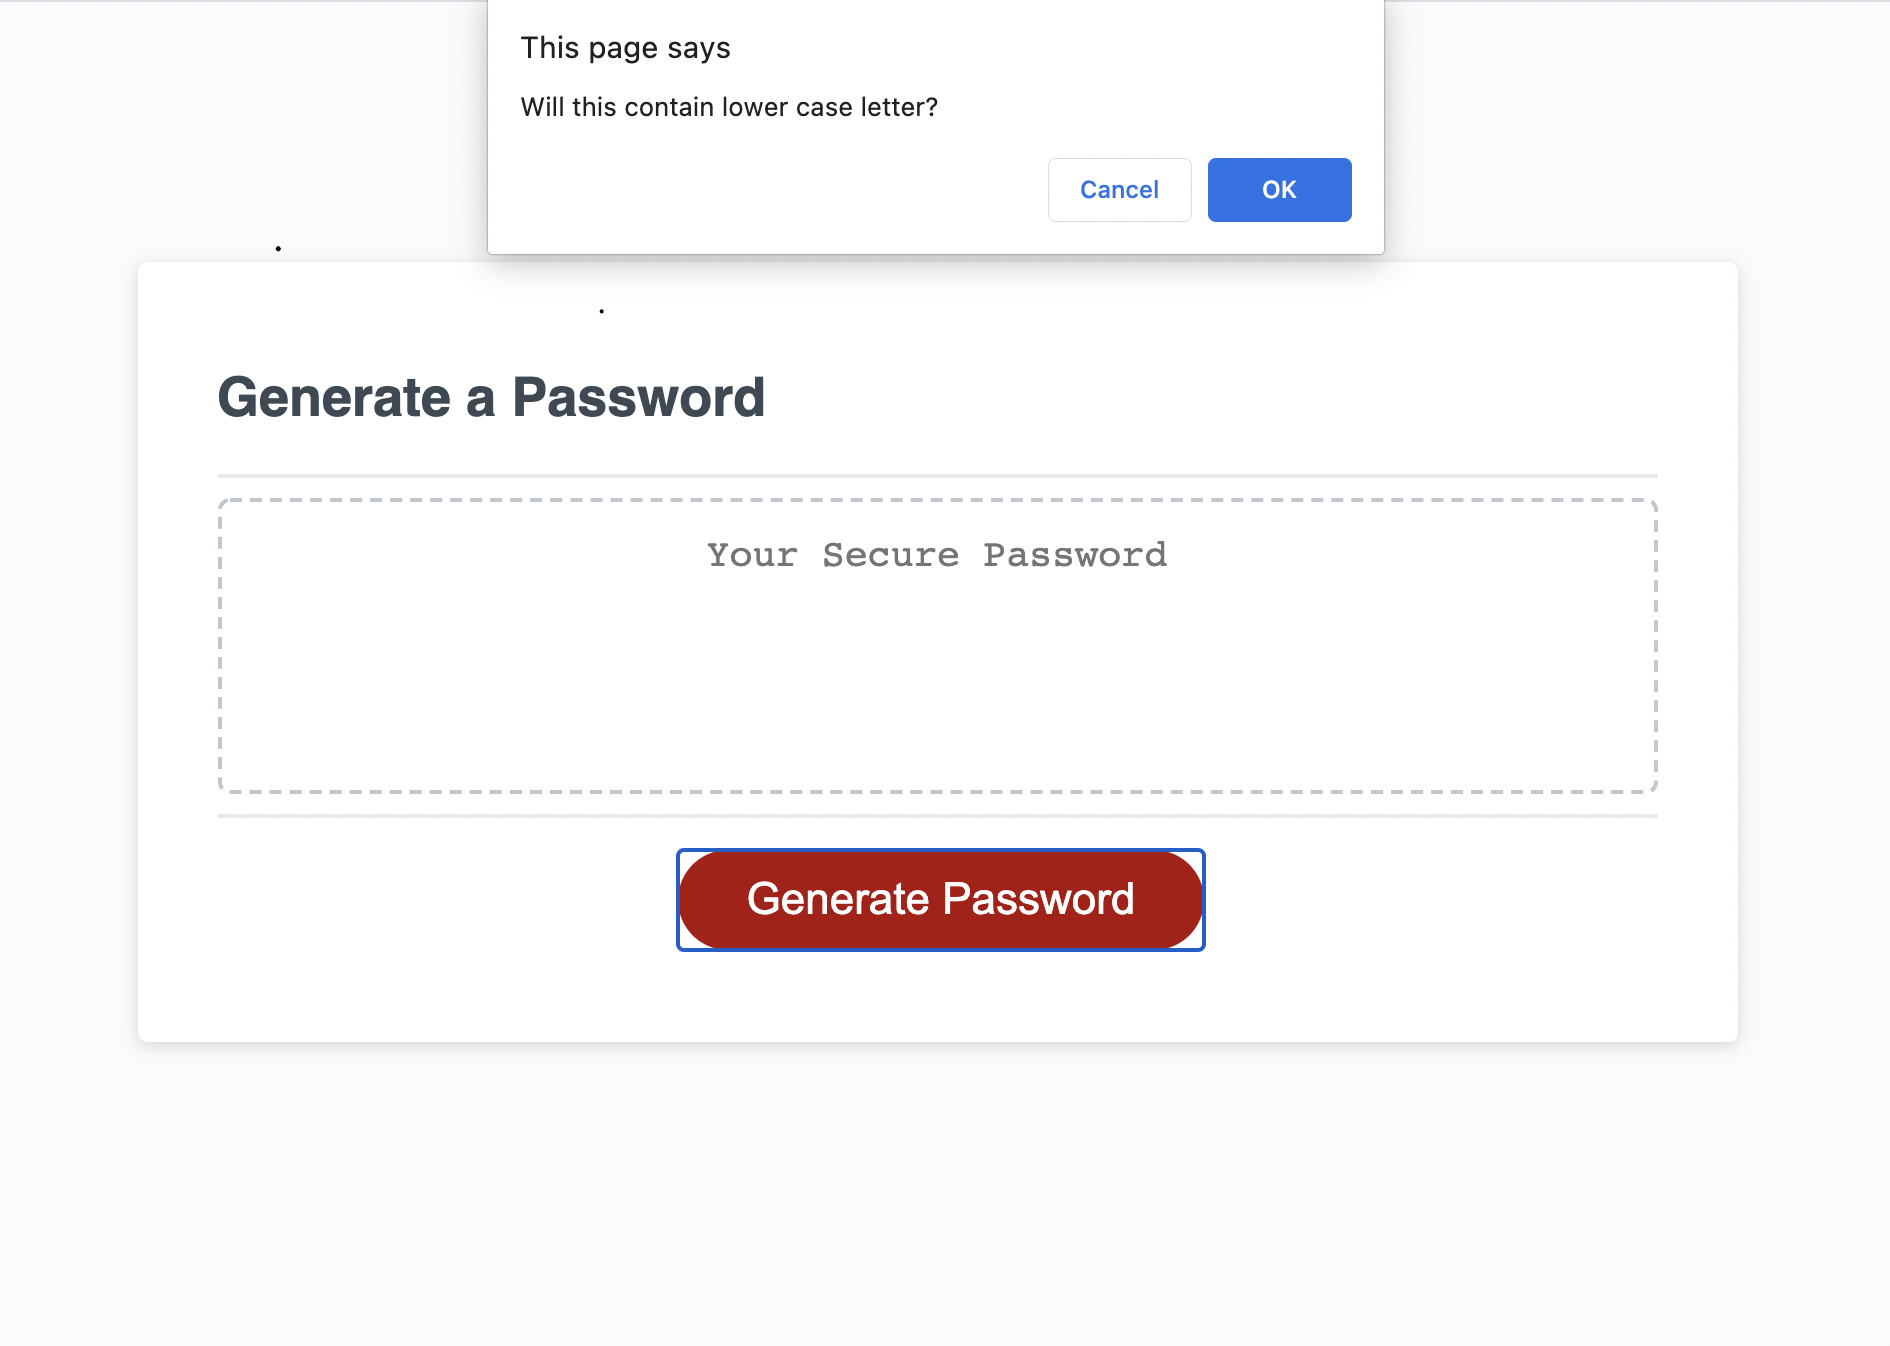 This page says
Will this contain lower case letter?
Cancel
OK
Generate a Password
Your Secure Password
Generate Password